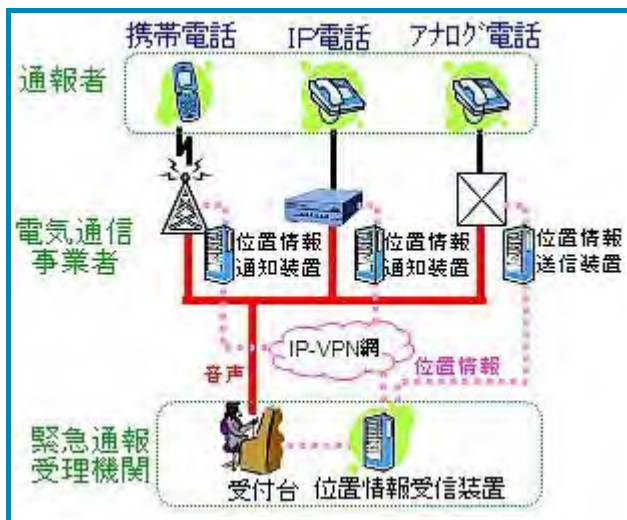 携帯電話
IP電話
アナログ電話
通報者
電気通信
事業者
位置情報
通知装置
位置情報
通知装置
位置情報
送信装置
IP-VPN網
音声
位置情報
緊急通報
受理機関
受付台
位置情報受信装置